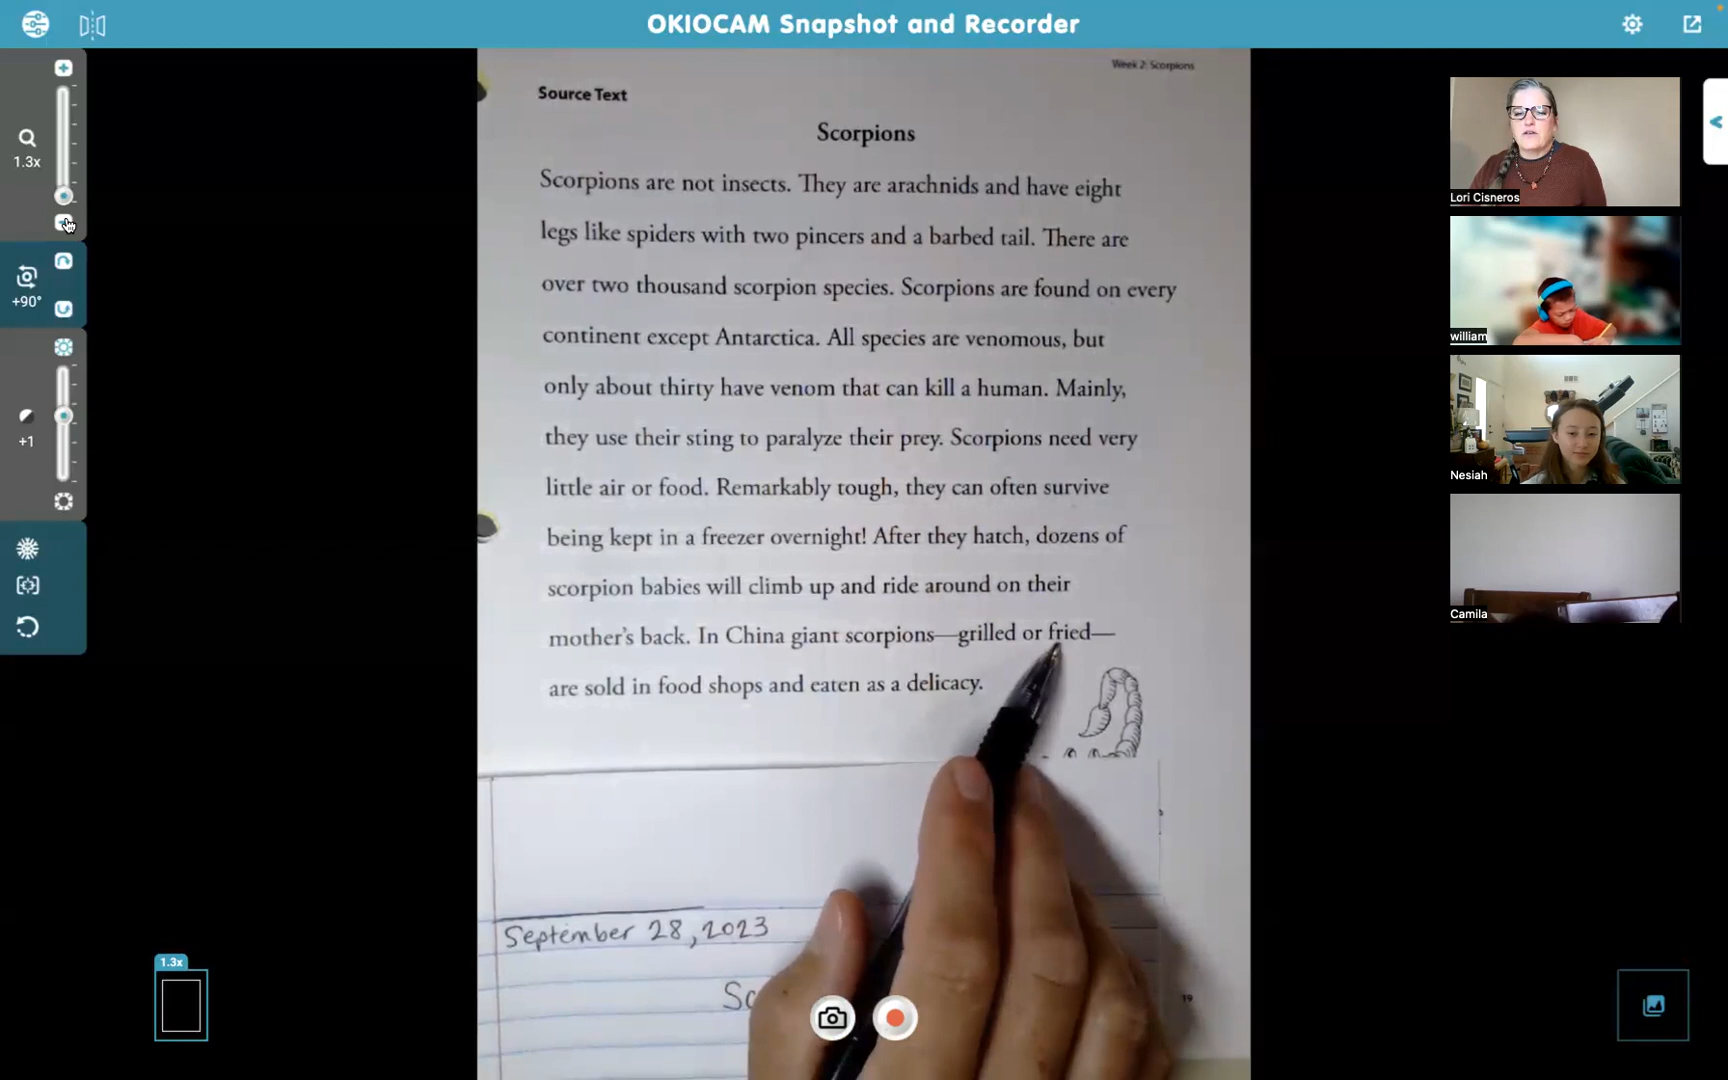 OKIOCAM Snapshot and Recorder
1.3x
+90°
+1
Week 2: Scorpions
Source Text
Scorpions
Scorpions are not insects. They are arachnids and have eight
legs like spiders with two pincers and a barbed tail. There are
over two thousand scorpion species. Scorpions are found on every
continent except Antarctica. All species are venomous, but
only about thirty have venom that can kill a human. Mainly,
they use their sting to paralyze their prey. Scorpions need very
little air or food. Remarkably tough, they can often survive
being kept in a freezer overnight! After they hatch, dozens of
scorpion babies will climb up and ride around on their
mother's back. In China giant scorpions—grilled or fried—
are sold in food shops and eaten as a delicacy.
September 28, 2023
Sc
19
1.3x
Lori Cisneros
william
Nesiah
Camila